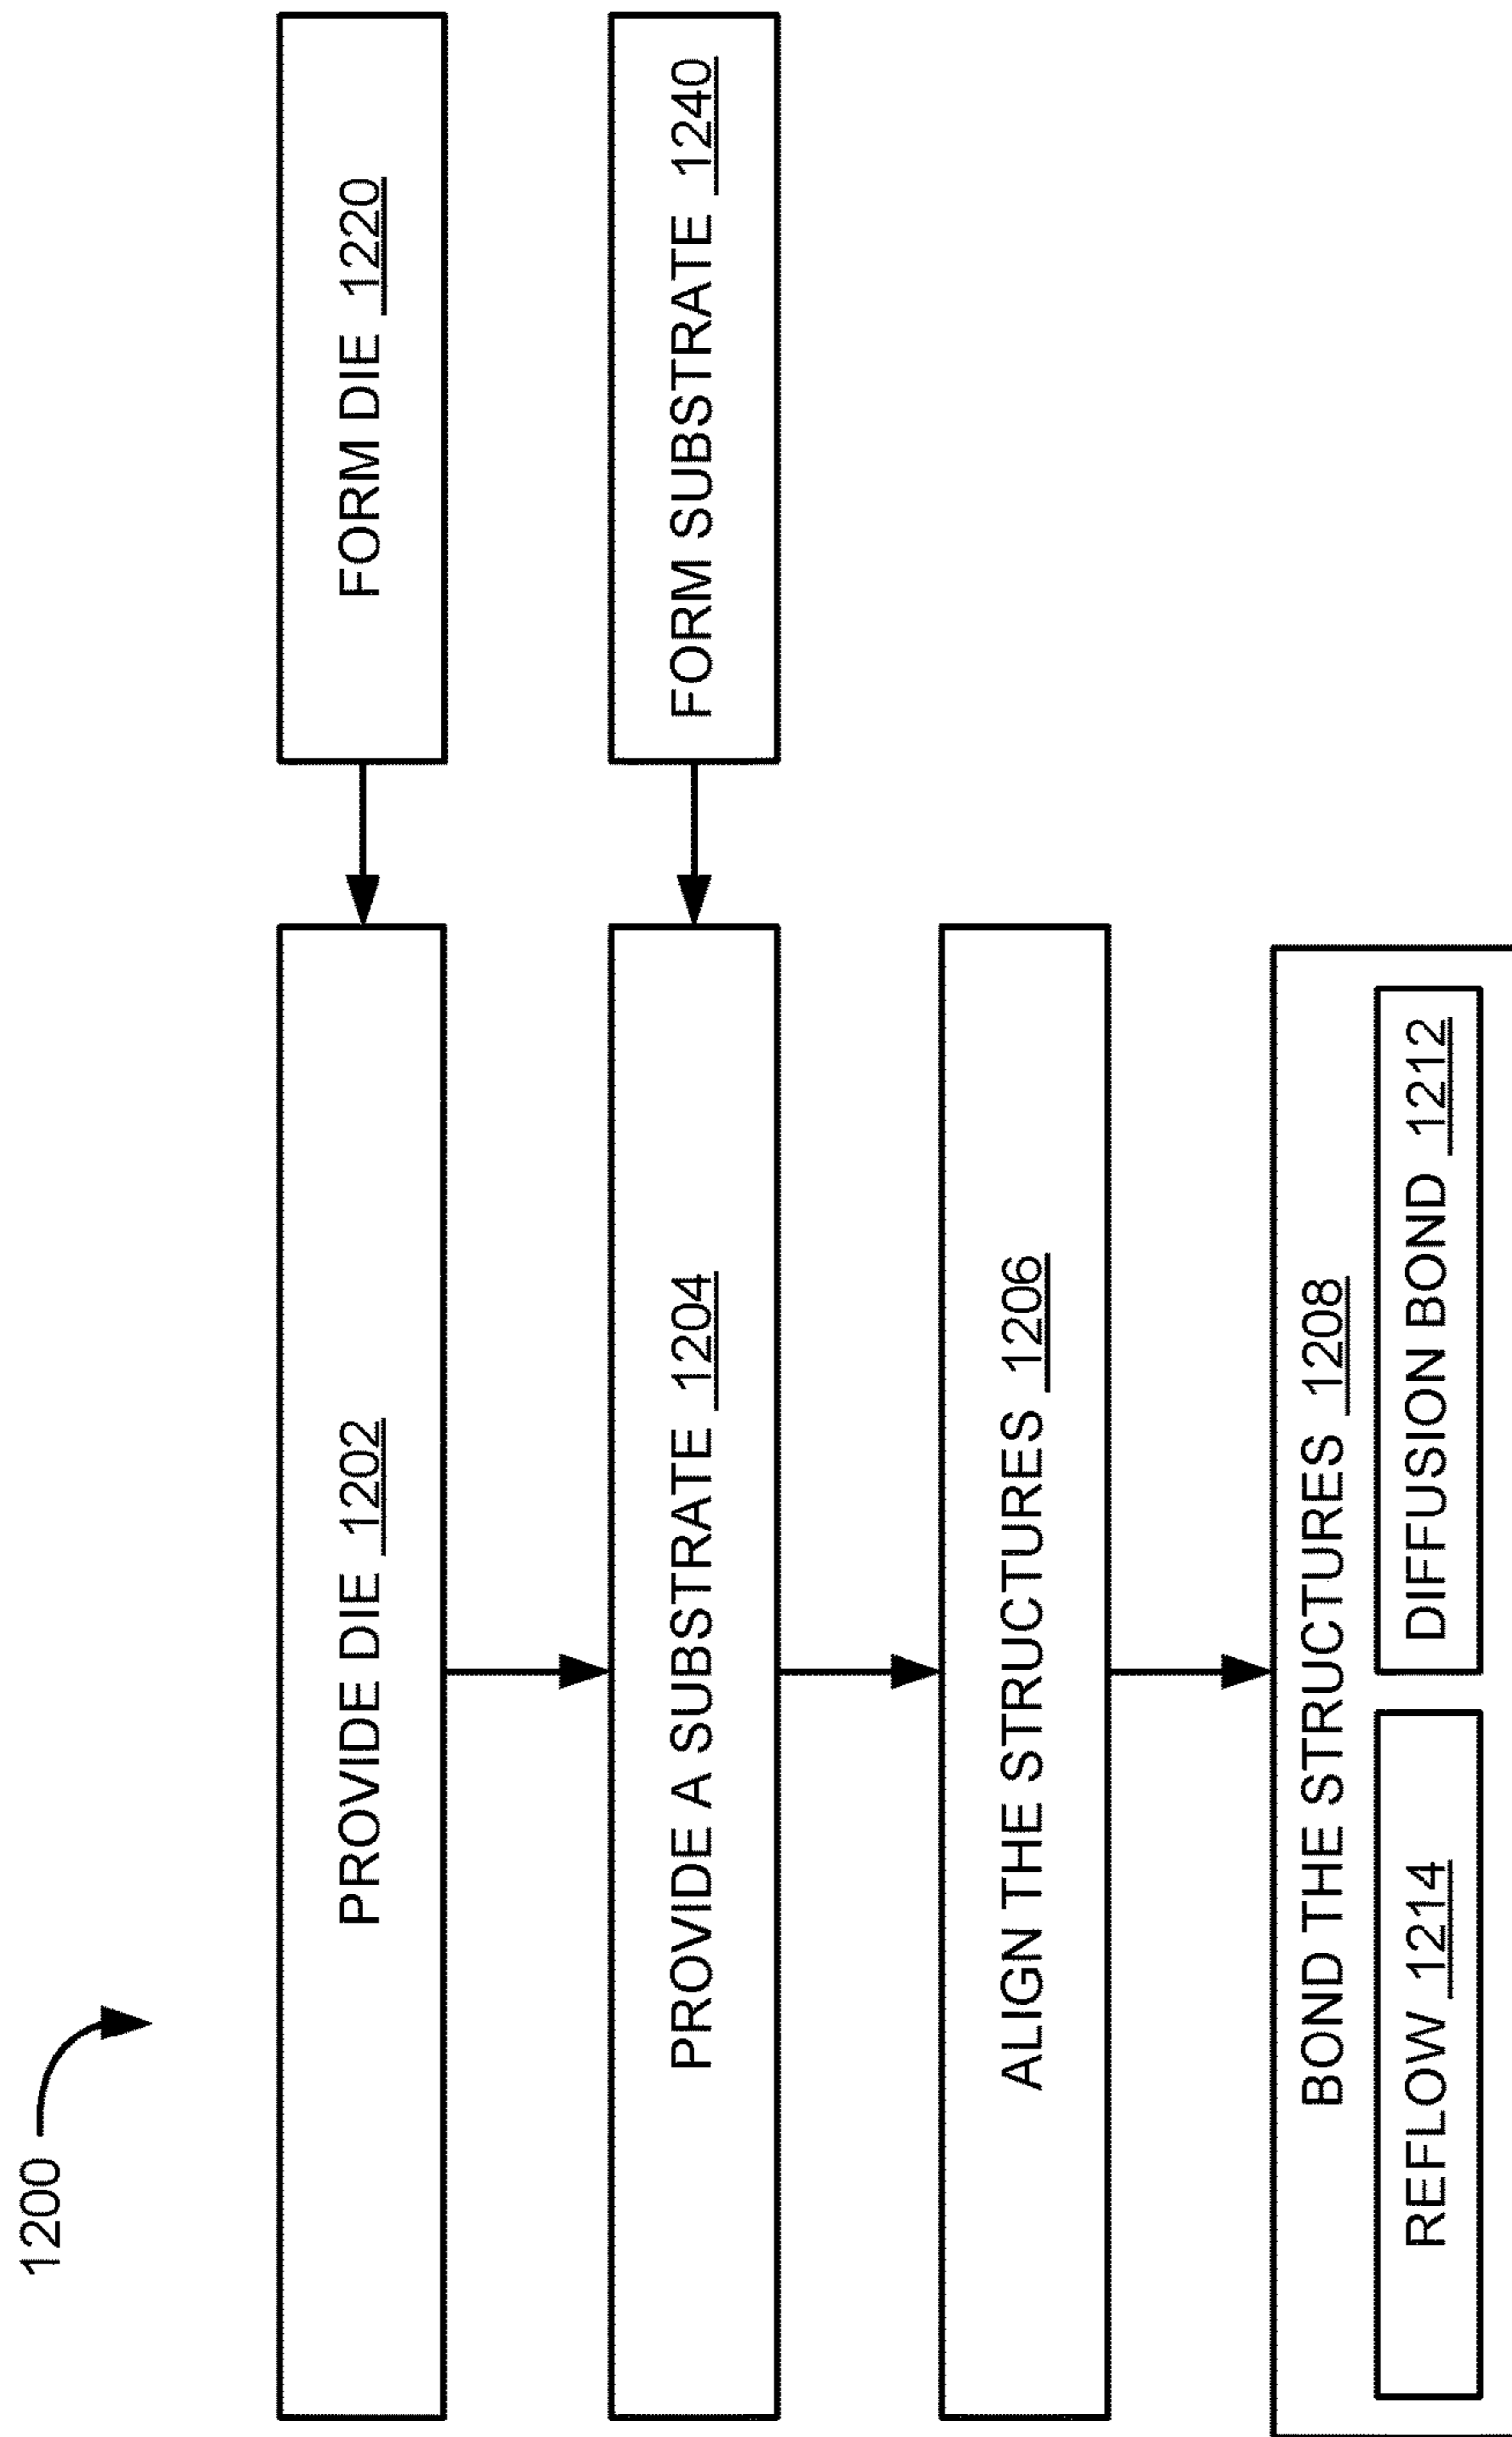 1200
PROVIDE DIE 1202
FORM DIE 1220
PROVIDE A SUBSTRATE 1204
FORM SUBSTRATE 1240
ALIGN THE STRUCTURES 1206
BOND THE STRUCTURES 1208
REFLOW 1214
DIFFUSION BOND 1212